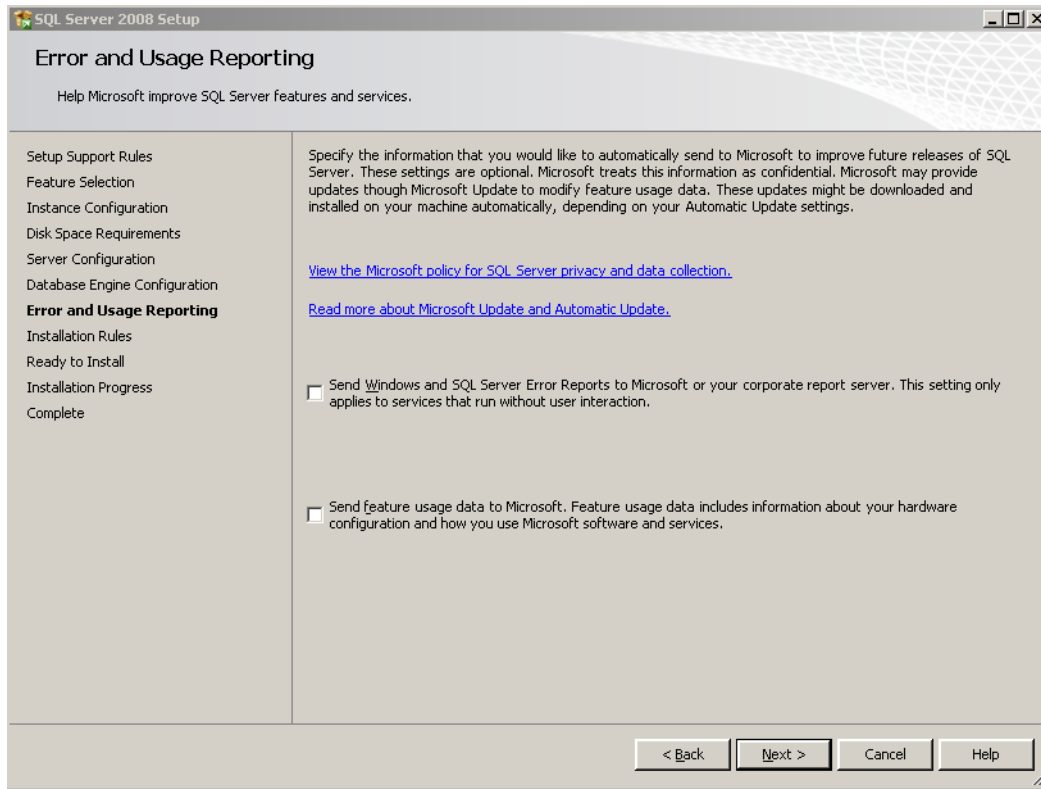 SQL Server 2008 Setup
Error and Usage Reporting
Help Microsoft improve SQL Server features and services.
Setup Support Rules
Feature Selection
Instance Configuration
Disk Space Requirements
Server Configuration
Database Engine Configuration
Error and Usage Reporting
Installation Rules
Ready to Install
Installation Progress
Complete
Specify the information that you would like to automatically send to Microsoft to improve future releases of SQL
Server. These settings are optional. Microsoft treats this information as confidential. Microsoft may provide
updates though Microsoft Update to modify feature usage data. These updates might be downloaded and
installed on your machine automatically, depending on your Automatic Update settings.
View the Microsoft policy for SQL Server privacy and data collection.
Read more about Microsoft Update and Automatic Update.
Send Windows and SQL Server Error Reports to Microsoft or your corporate report server. This setting only
applies to services that run without user interaction.
Send feature usage data to Microsoft. Feature usage data includes information about your hardware
configuration and how you use Microsoft software and services.
< Back Next > Cancel Help